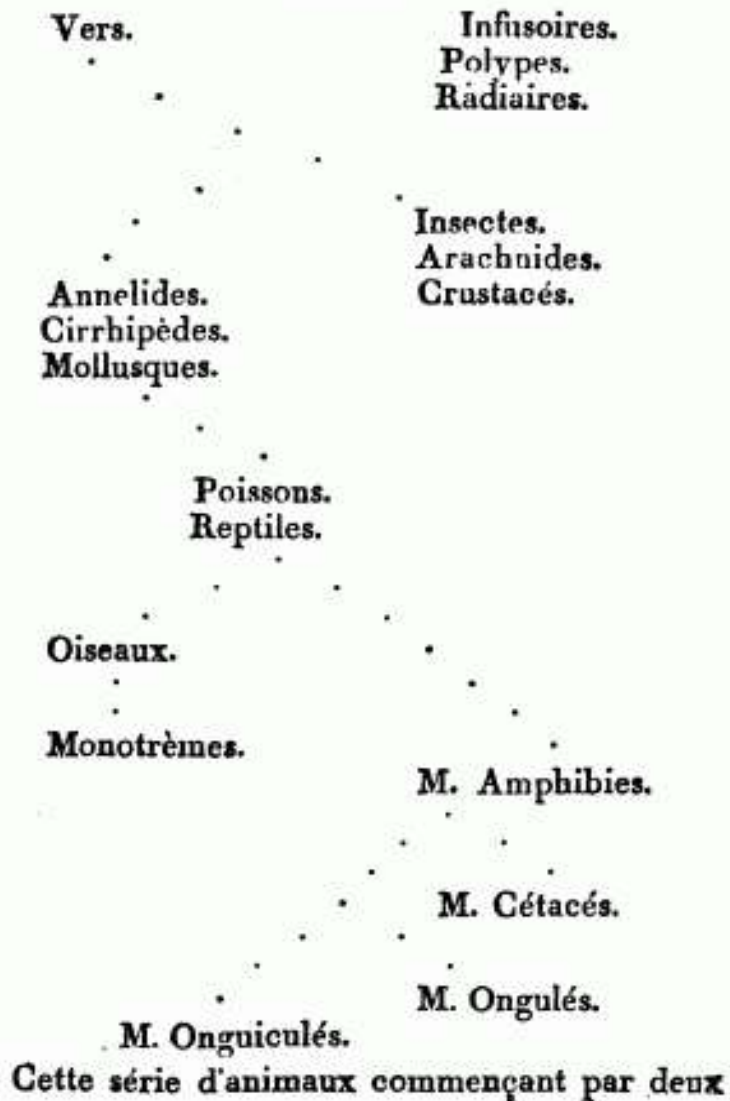 Vers.
Infusoires.
Polypes.
Radiaires.
Insectes.
Arachnides.
Crustacés.
Annelides.
Cirrhipèdes.
Mollusques.
Poissons.
Reptiles.
Oiseaux.
Monotrèmes.
M. Amphibies.
M. Cétacés.
M. Ongulés.
M. Onguiculés.
Cette série d'animaux commençant par deux